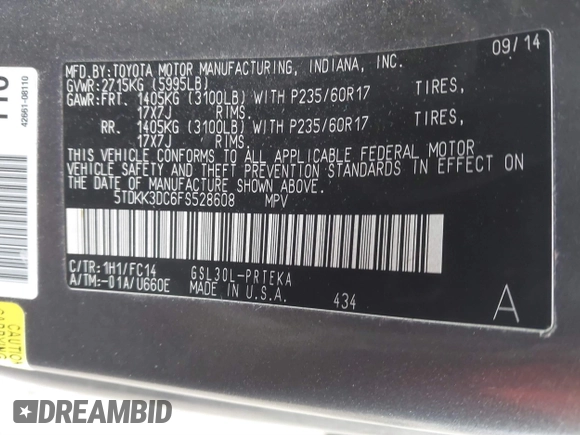 09/14
MFD.BY:TOYOTA MOTOR MANUFACTURING, INDIANA, INC.
GVWR:2715KG (5995LB)
GAWR:FRT. 1405KG (3100LB) WITH P235/60R17 TIRES,
17X7J RIMS.
RR. 1405KG (3100LB) WITH P235/60R17 TIRES,
17X7J RIMS.
THIS VEHICLE CONFORMS TO ALL APPLICABLE FEDERAL MOTOR
VEHICLE SAFETY AND THEFT PREVENTION STANDARDS IN EFFECT ON
THE DATE OF MANUFACTURE SHOWN ABOVE.
5TDKK3DC6FS528608 MPV
C/TR:1H1/FC14 GSL30L-PRTEKA
A/TM:-01A/U660E MADE IN U.S.A. 434
A
42661-08110
CAUTION
DREAMBID